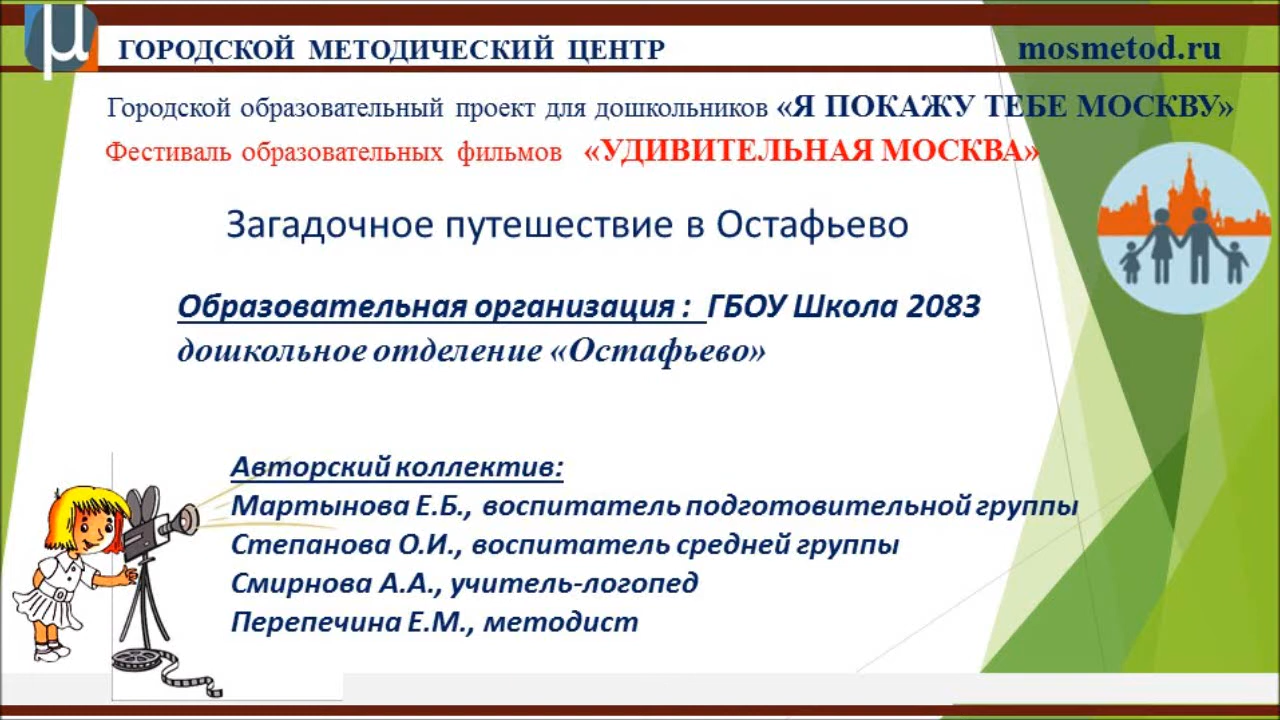 μ
ГОРОДСКОЙ МЕТОДИЧЕСКИЙ ЦЕНТР
mosmetod.ru
Городской образовательный проект для дошкольников «Я ПОКАЖУ ТЕБЕ МОСКВУ»
Фестиваль образовательных фильмов «УДИВИТЕЛЬНАЯ МОСКВА»
Загадочное путешествие в Остафьево
Образовательная организация : ГБОУ Школа 2083
дошкольное отделение «Остафьево»
Авторский коллектив:
Мартынова Е.Б., воспитатель подготовительной группы
Степанова О.И., воспитатель средней группы
Смирнова А.А., учитель-логопед
Перепечина Е.М., методист